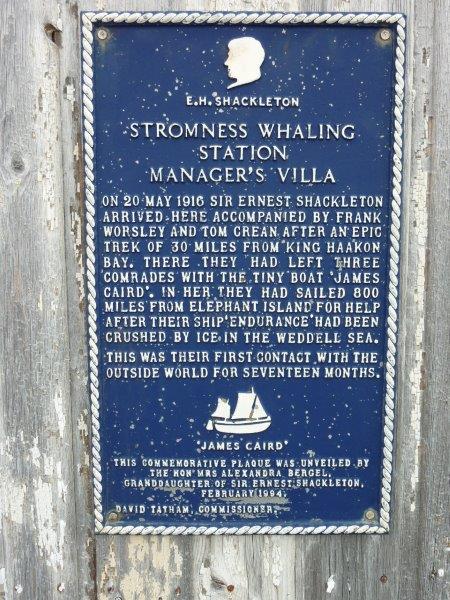 E.H. SHACKLETON
STROMNESS WHALING
STATION
MANAGER'S VILLA
ON 20 MAY 1916 SIR ERNEST SHACKLETON
ARRIVED HERE ACCOMPANIED BY FRANK
WORSLEY AND TOM CREAN AFTER AN EPIC
TREK OF 30 MILES FROM KING HAAKON
BAY. THERE THEY HAD LEFT THREE
COMRADES WITH THE TINY BOAT 'JAMES
CAIRD'. IN HER THEY HAD SAILED 800
MILES FROM ELEPHANT ISLAND FOR HELP
AFTER THEIR SHIP 'ENDURANCE' HAD BEEN
CRUSHED BY ICE IN THE WEDDELL SEA.
THIS WAS THEIR FIRST CONTACT WITH THE
OUTSIDE WORLD FOR SEVENTEEN MONTHS.
'JAMES CAIRD'
THIS COMMEMORATIVE PLAQUE WAS UNVEILED BY
THE HON MRS ALEXANDRA BERGEL,
GRANDDAUGHTER OF SIR ERNEST SHACKLETON,
FEBRUARY 1994.
DAVID TATHAM, COMMISSIONER.